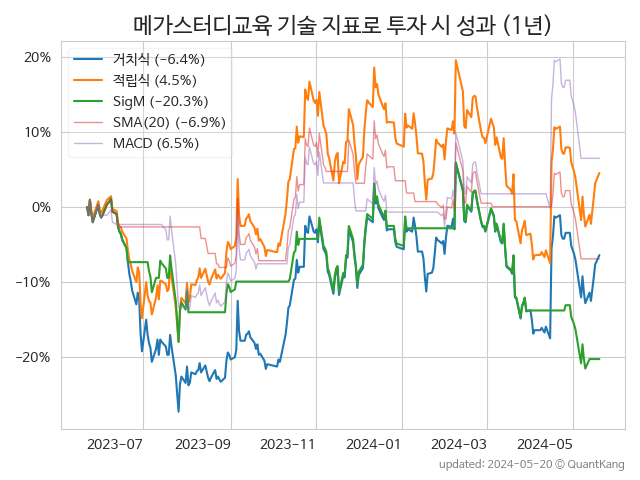 메가스터디교육 기술 지표로 투자 시 성과 (1년)
거치식 (−6.4%)
적립식 (4.5%)
SigM (−20.3%)
SMA(20) (−6.9%)
MACD (6.5%)
20%
10%
0%
−10%
−20%
2023-07 2023-09 2023-11 2024-01 2024-03 2024-05
updated: 2024-05-20 © QuantKang